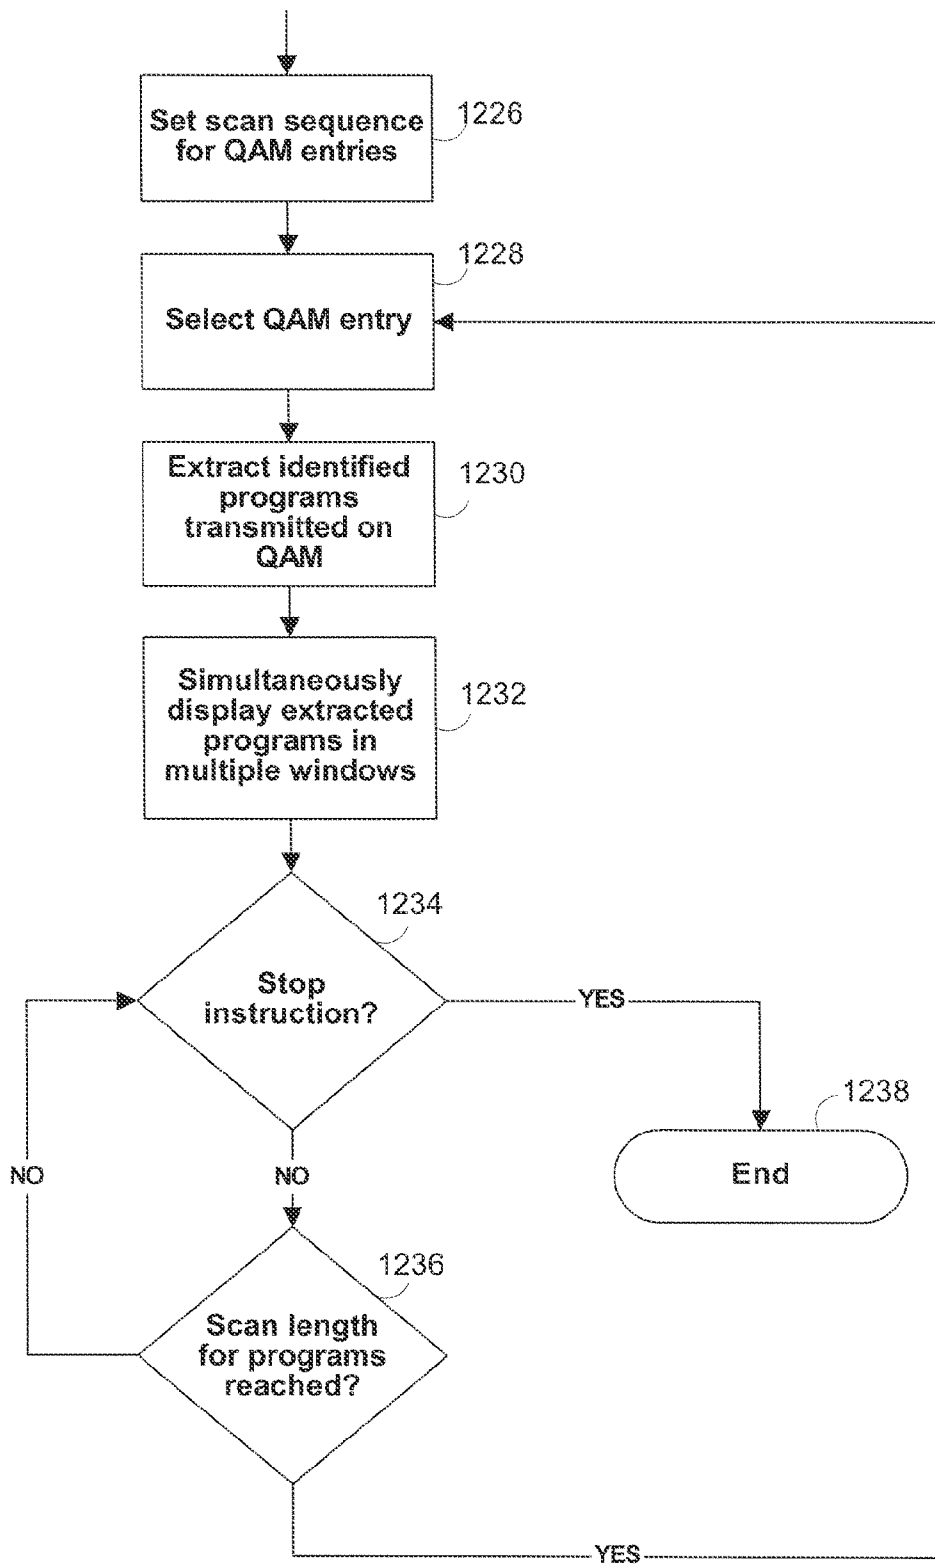 Set scan sequence
for QAM entries
1226
Select QAM entry
1228
Extract identified
programs
transmitted on
QAM
1230
Simultaneously
display extracted
programs in
multiple windows
1232
Stop
instruction?
1234
YES
End
1238
NO
NO
Scan length
for programs
reached?
1236
YES